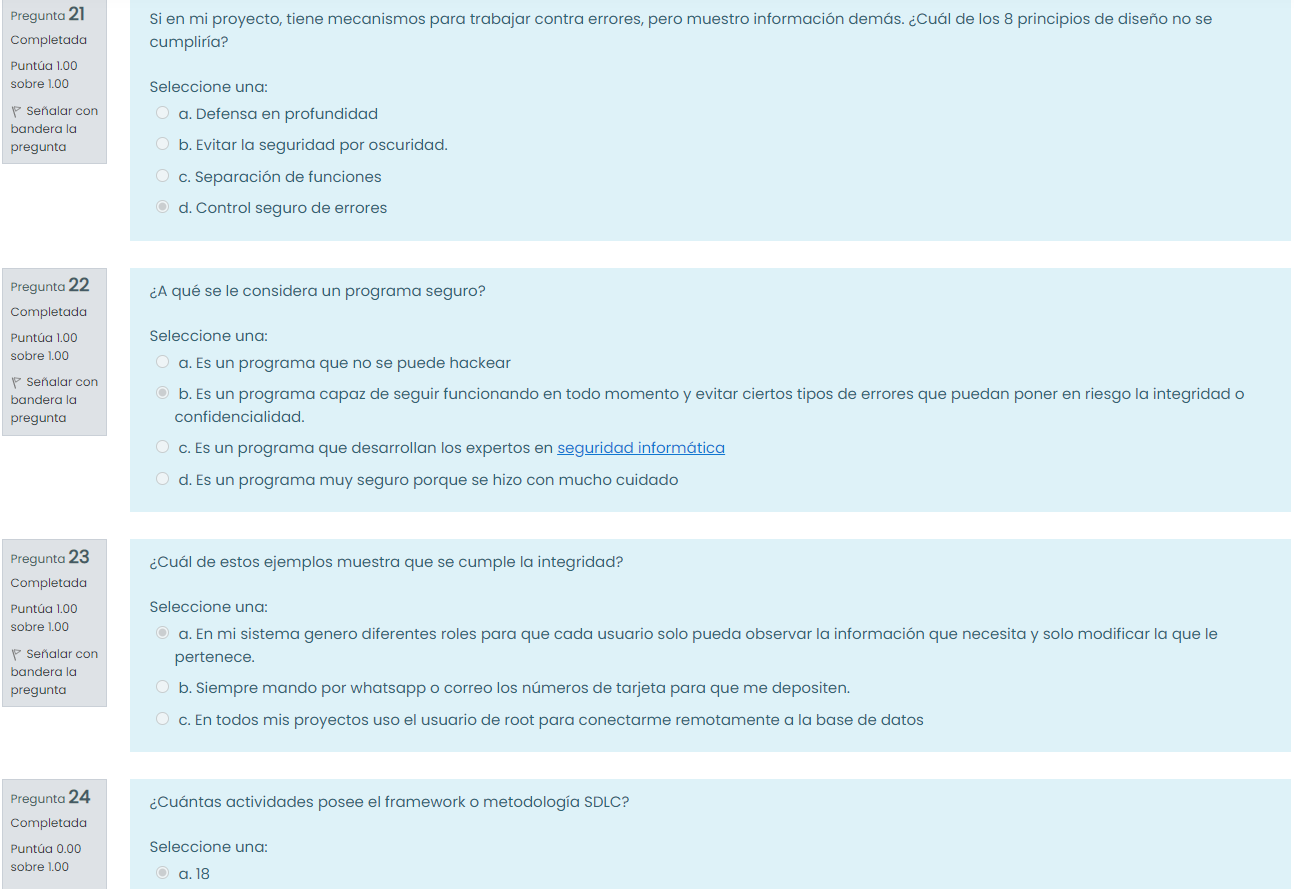 Pregunta 21
Completada
Puntúa 1.00
sobre 1.00
Señalar con
bandera la
pregunta
Si en mi proyecto, tiene mecanismos para trabajar contra errores, pero muestro información demás. ¿Cuál de los 8 principios de diseño no se
cumpliría?
Seleccione una:
a. Defensa en profundidad
b. Evitar la seguridad por oscuridad.
c. Separación de funciones
d. Control seguro de errores
Pregunta 22
Completada
Puntúa 1.00
sobre 1.00
Señalar con
bandera la
pregunta
¿A qué se le considera un programa seguro?
Seleccione una:
a. Es un programa que no se puede hackear
b. Es un programa capaz de seguir funcionando en todo momento y evitar ciertos tipos de errores que puedan poner en riesgo la integridad o
confidencialidad.
c. Es un programa que desarrollan los expertos en seguridad informática
d. Es un programa muy seguro porque se hizo con mucho cuidado
Pregunta 23
Completada
Puntúa 1.00
sobre 1.00
Señalar con
bandera la
pregunta
¿Cuál de estos ejemplos muestra que se cumple la integridad?
Seleccione una:
a. En mi sistema genero diferentes roles para que cada usuario solo pueda observar la información que necesita y solo modificar la que le
pertenece.
b. Siempre mando por whatsapp o correo los números de tarjeta para que me depositen.
c. En todos mis proyectos uso el usuario de root para conectarme remotamente a la base de datos
Pregunta 24
Completada
Puntúa 0.00
sobre 1.00
¿Cuántas actividades posee el framework o metodología SDLC?
Seleccione una:
a. 18